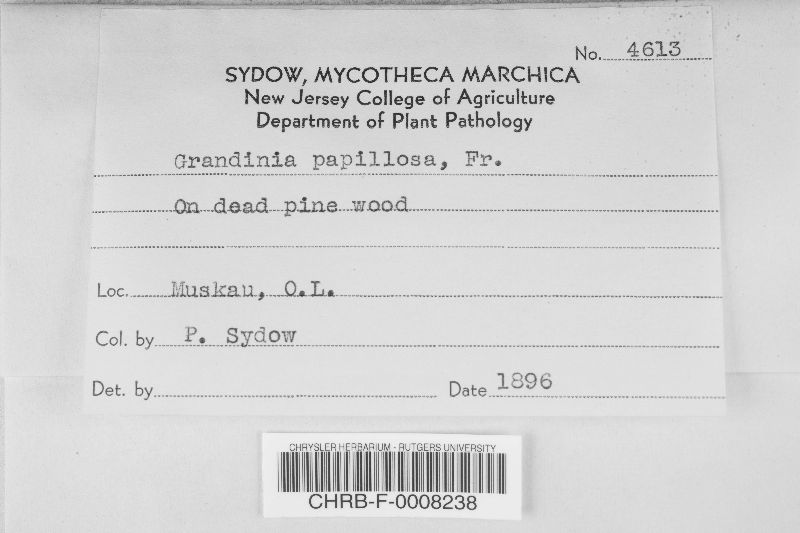 No. 4613
SYDOW, MYCOTHECA MARCHICA
New Jersey College of Agriculture
Department of Plant Pathology
Grandinia papillosa, Fr.
On dead pine wood
Loc. Muskau, O.L.
Col. by P. Sydow
Det. by
Date 1896
CHRYSLER HERBARIUM - RUTGERS UNIVERSITY
CHRB-F-0008238